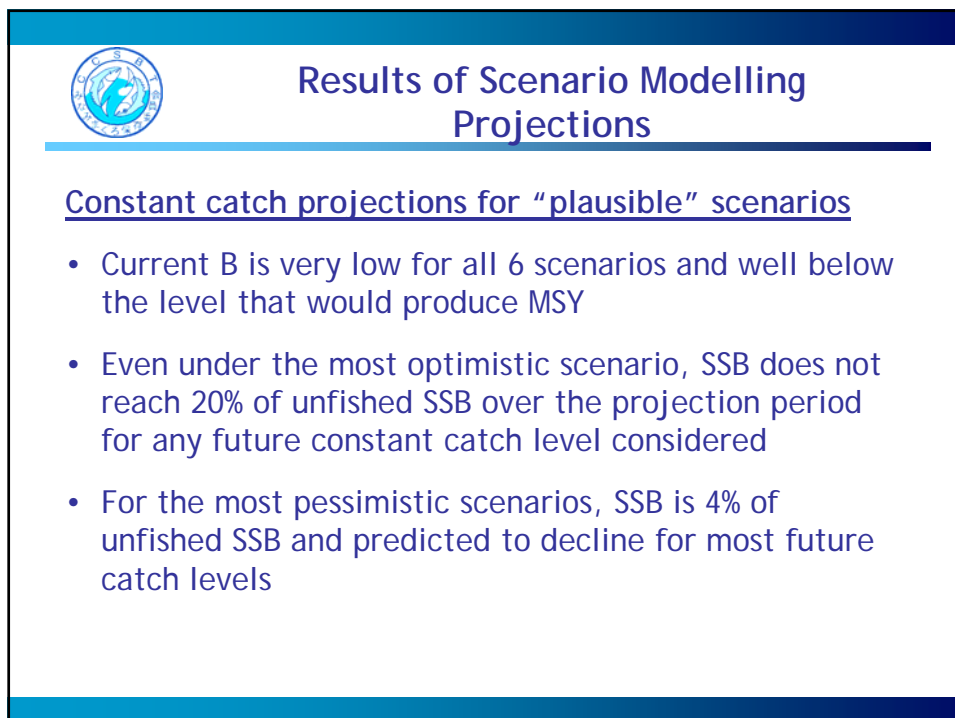 C C S B T
Results of Scenario Modelling
Projections
Constant catch projections for “plausible” scenarios
• Current B is very low for all 6 scenarios and well below
the level that would produce MSY
• Even under the most optimistic scenario, SSB does not
reach 20% of unfished SSB over the projection period
for any future constant catch level considered
• For the most pessimistic scenarios, SSB is 4% of
unfished SSB and predicted to decline for most future
catch levels